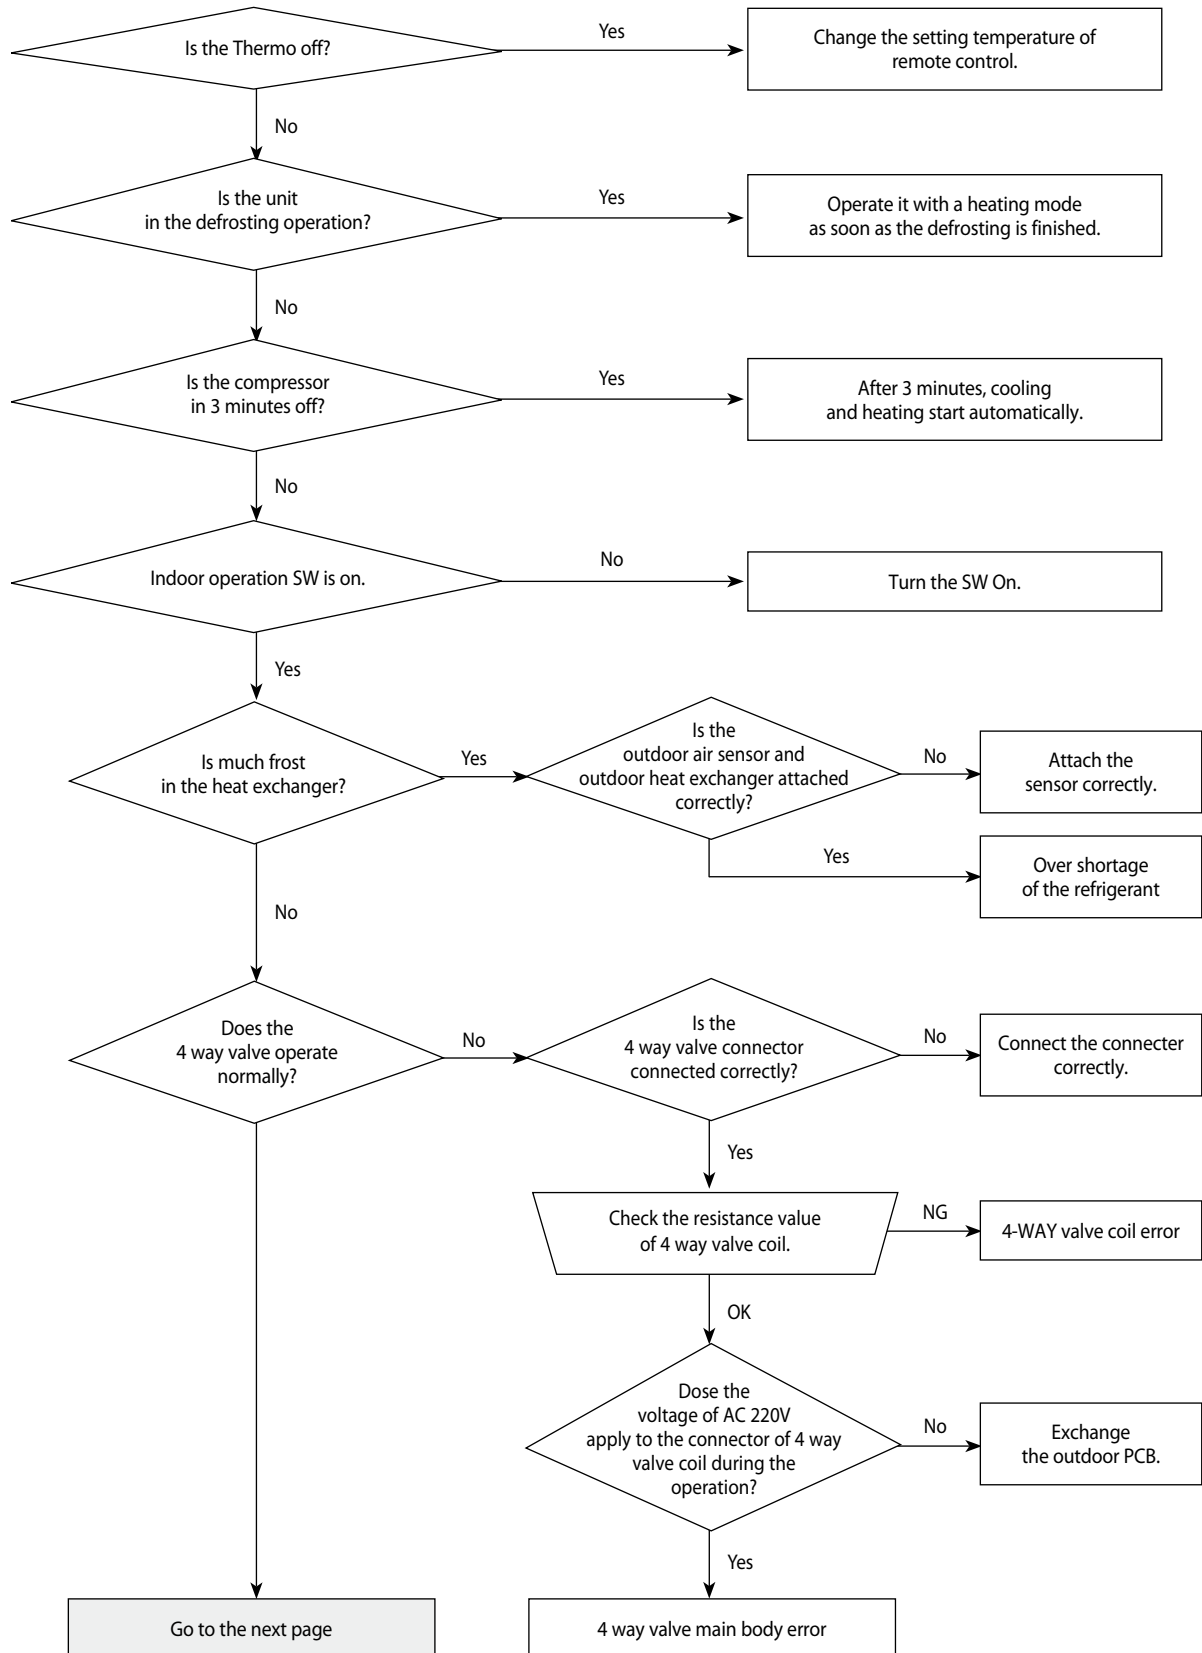 Is the Thermo off?
Yes
Change the setting temperature of
remote control.
No
Is the unit
in the defrosting operation?
Yes
Operate it with a heating mode
as soon as the defrosting is finished.
No
Is the compressor
in 3 minutes off?
Yes
After 3 minutes, cooling
and heating start automatically.
No
Indoor operation SW is on.
No
Turn the SW On.
Yes
Is much frost
in the heat exchanger?
Yes
Is the
outdoor air sensor and
outdoor heat exchanger attached
correctly?
No
Attach the
sensor correctly.
Yes
Over shortage
of the refrigerant
No
Does the
4 way valve operate
normally?
No
Is the
4 way valve connector
connected correctly?
No
Connect the connecter
correctly.
Yes
Check the resistance value
of 4 way valve coil.
NG
4-WAY valve coil error
OK
Dose the
voltage of AC 220V
apply to the connector of 4 way
valve coil during the
operation?
No
Exchange
the outdoor PCB.
Yes
Go to the next page
4 way valve main body error